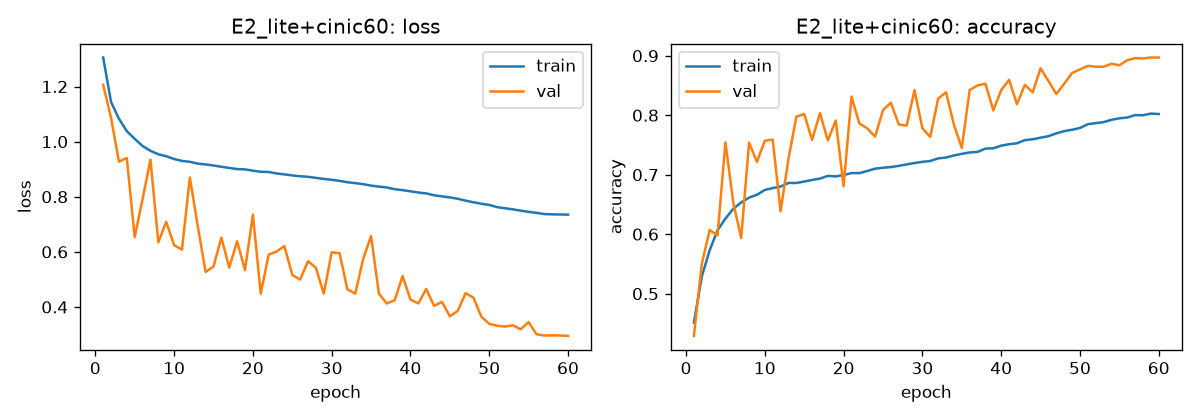 E2_lite+cinic60: loss
train
val
1.2
1.0
0.8
0.6
0.4
loss
0 10 20 30 40 50 60
epoch
E2_lite+cinic60: accuracy
train
val
0.9
0.8
0.7
0.6
0.5
accuracy
0 10 20 30 40 50 60
epoch